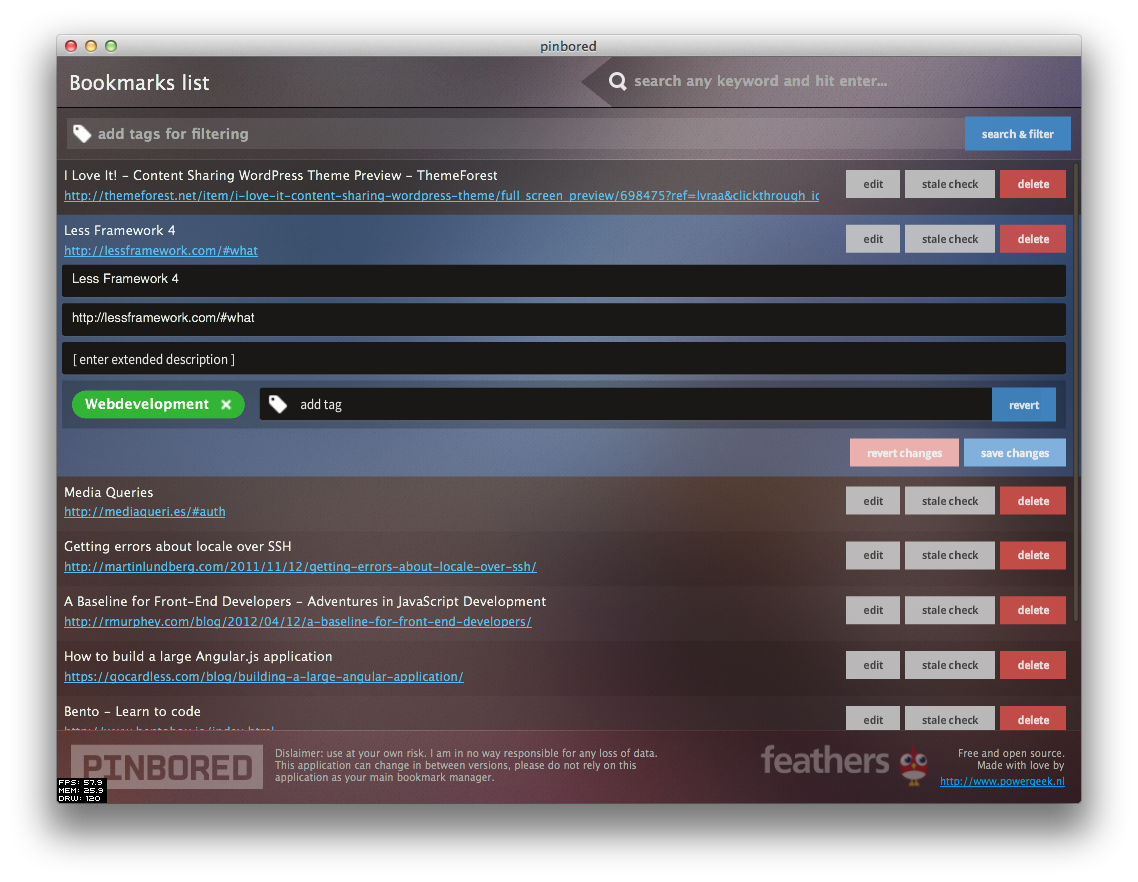 pinbored
Bookmarks list
search any keyword and hit enter...
add tags for filtering
search & filter
I Love It! - Content Sharing WordPress Theme Preview - ThemeForest
http://themeforest.net/item/i-love-it-content-sharing-wordpress-theme/full_screen_preview/698475?ref=lvraa&clickthrough_ic
edit
stale check
delete
Less Framework 4
http://lessframework.com/#what
edit
stale check
delete
Less Framework 4
http://lessframework.com/#what
[ enter extended description ]
Webdevelopment
add tag
revert
revert changes
save changes
Media Queries
http://mediaqueri.es/#auth
edit
stale check
delete
Getting errors about locale over SSH
http://martinlundberg.com/2011/11/12/getting-errors-about-locale-over-ssh/
edit
stale check
delete
A Baseline for Front-End Developers - Adventures in JavaScript Development
http://rmurphey.com/blog/2012/04/12/a-baseline-for-front-end-developers/
edit
stale check
delete
How to build a large Angular.js application
https://gocardless.com/blog/building-a-large-angular-application/
edit
stale check
delete
Bento - Learn to code
edit
stale check
delete
PINBORED
Dislaimer: use at your own risk. I am in no way responsible for any loss of data.
This application can change in between versions, please do not rely on this
application as your main bookmark manager.
feathers
Free and open source.
Made with love by
http://www.powergeek.nl
FPS: 57.9
MEM: 25.9
DRW: 120